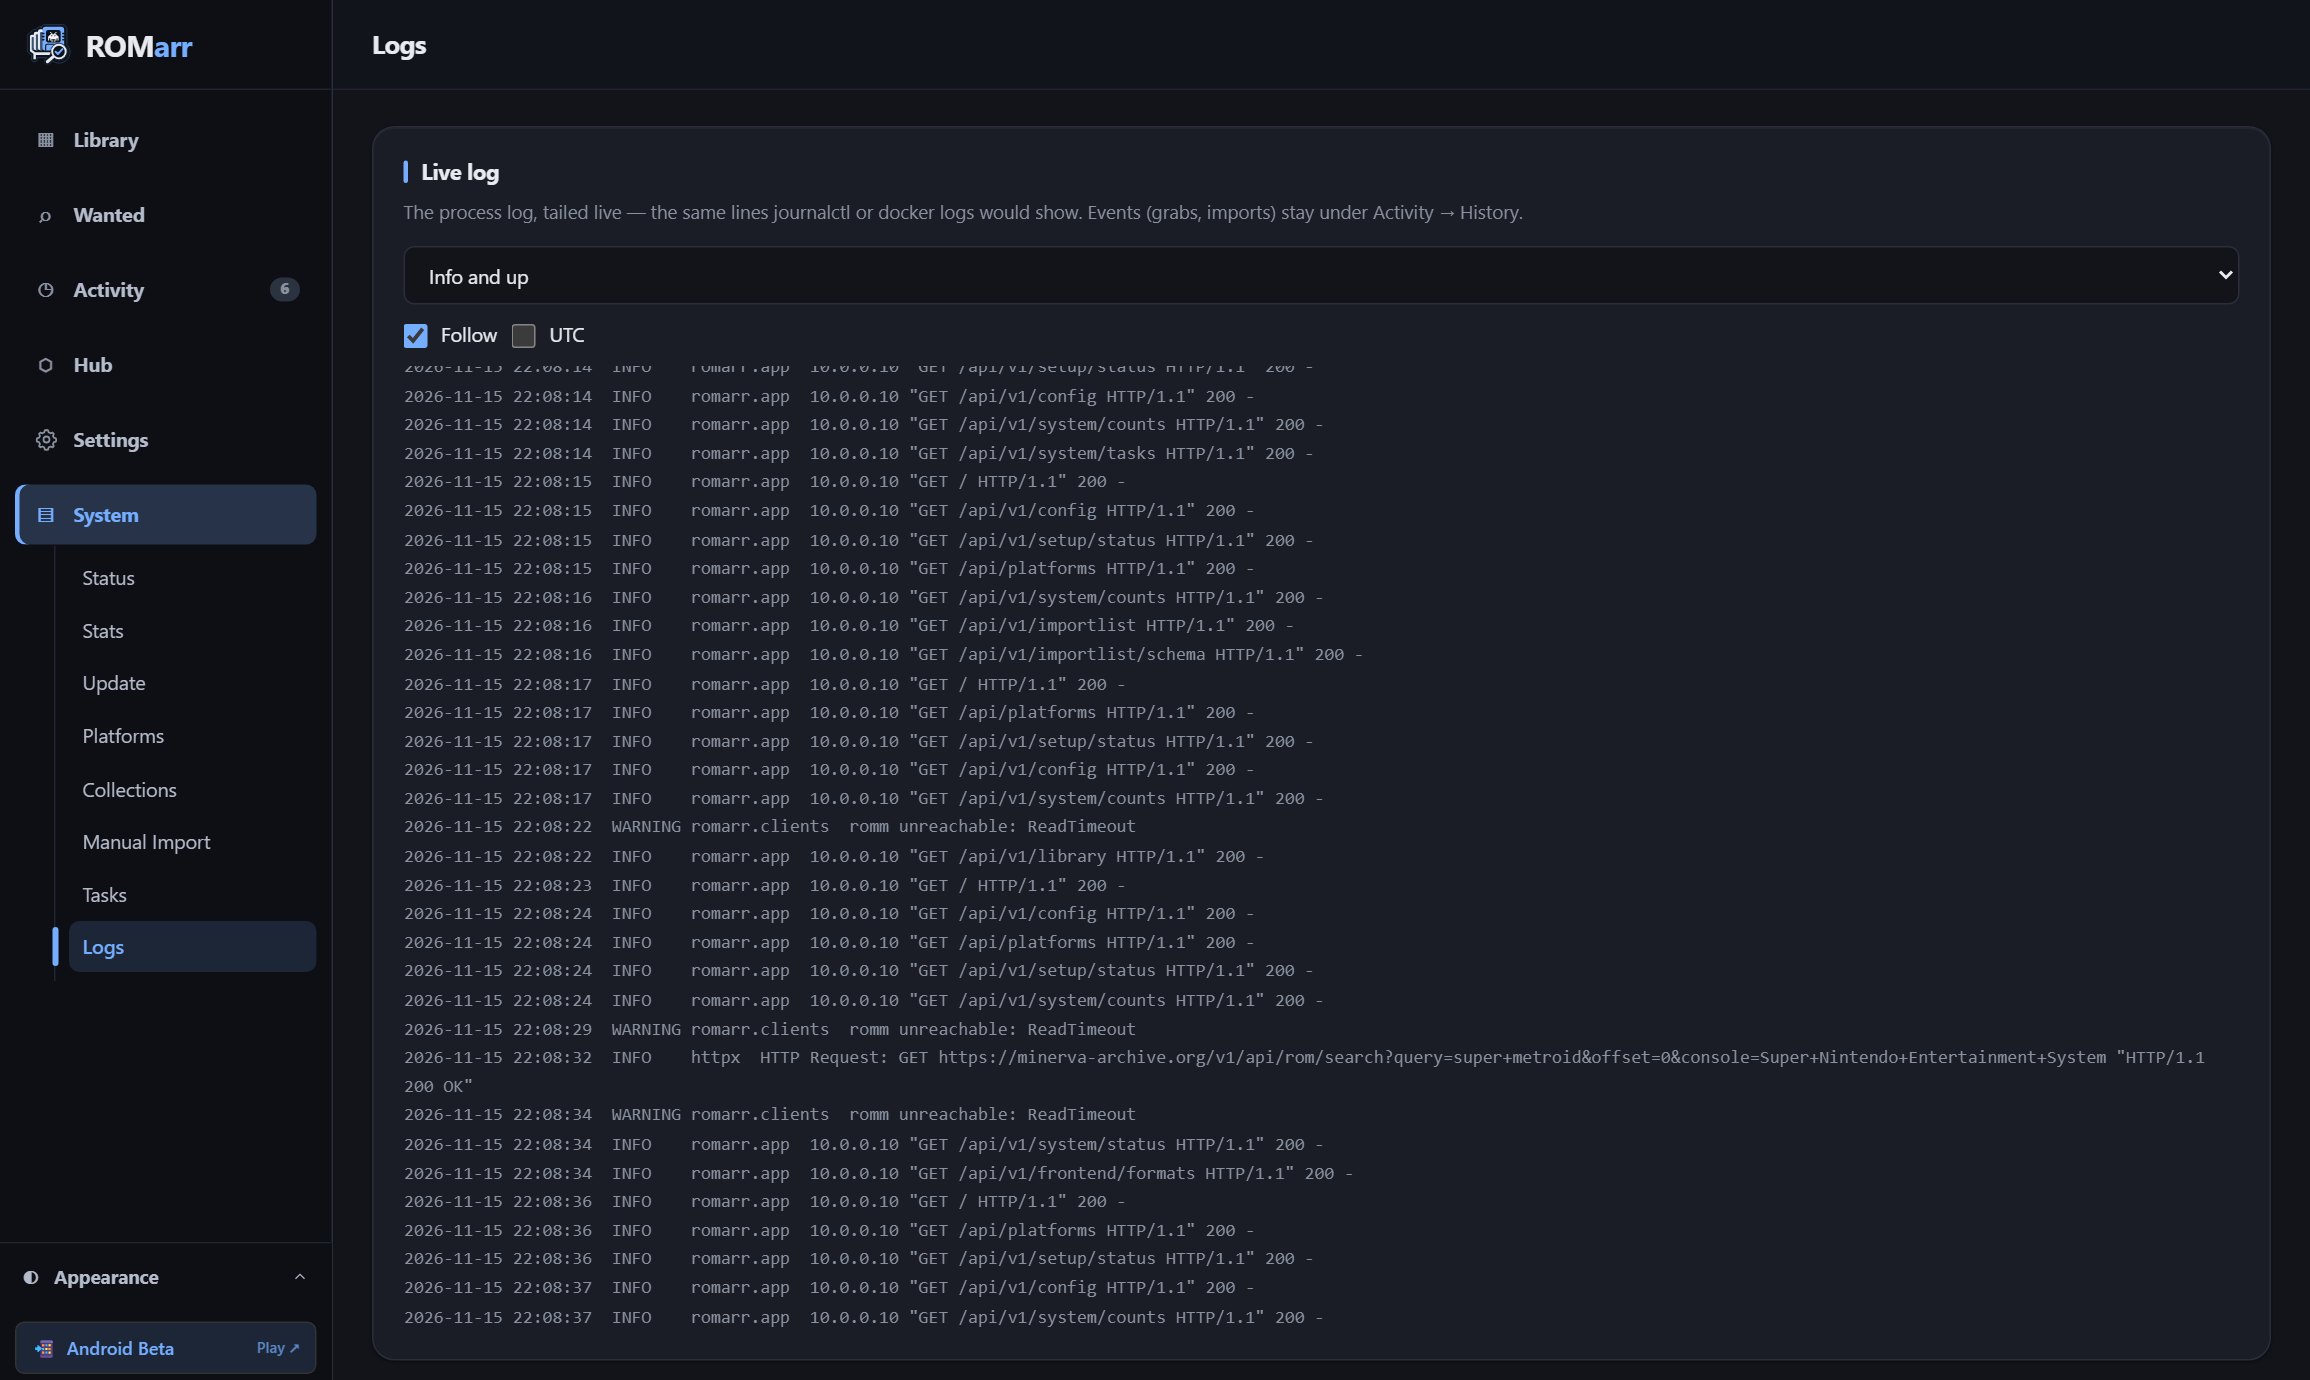 ROMarr
Logs
Library
Wanted
Activity 6
Hub
Settings
System
Status
Stats
Update
Platforms
Collections
Manual Import
Tasks
Logs
Appearance
Android Beta Play ↗
Live log
The process log, tailed live — the same lines journalctl or docker logs would show. Events (grabs, imports) stay under Activity → History.
Info and up
Follow UTC
2026-11-15 22:08:14 INFO romarr.app 10.0.0.10 "GET /api/v1/setup/status HTTP/1.1" 200 -
2026-11-15 22:08:14 INFO romarr.app 10.0.0.10 "GET /api/v1/config HTTP/1.1" 200 -
2026-11-15 22:08:14 INFO romarr.app 10.0.0.10 "GET /api/v1/system/counts HTTP/1.1" 200 -
2026-11-15 22:08:14 INFO romarr.app 10.0.0.10 "GET /api/v1/system/tasks HTTP/1.1" 200 -
2026-11-15 22:08:15 INFO romarr.app 10.0.0.10 "GET / HTTP/1.1" 200 -
2026-11-15 22:08:15 INFO romarr.app 10.0.0.10 "GET /api/v1/config HTTP/1.1" 200 -
2026-11-15 22:08:15 INFO romarr.app 10.0.0.10 "GET /api/v1/setup/status HTTP/1.1" 200 -
2026-11-15 22:08:15 INFO romarr.app 10.0.0.10 "GET /api/platforms HTTP/1.1" 200 -
2026-11-15 22:08:16 INFO romarr.app 10.0.0.10 "GET /api/v1/system/counts HTTP/1.1" 200 -
2026-11-15 22:08:16 INFO romarr.app 10.0.0.10 "GET /api/v1/importlist HTTP/1.1" 200 -
2026-11-15 22:08:16 INFO romarr.app 10.0.0.10 "GET /api/v1/importlist/schema HTTP/1.1" 200 -
2026-11-15 22:08:17 INFO romarr.app 10.0.0.10 "GET / HTTP/1.1" 200 -
2026-11-15 22:08:17 INFO romarr.app 10.0.0.10 "GET /api/platforms HTTP/1.1" 200 -
2026-11-15 22:08:17 INFO romarr.app 10.0.0.10 "GET /api/v1/setup/status HTTP/1.1" 200 -
2026-11-15 22:08:17 INFO romarr.app 10.0.0.10 "GET /api/v1/config HTTP/1.1" 200 -
2026-11-15 22:08:17 INFO romarr.app 10.0.0.10 "GET /api/v1/system/counts HTTP/1.1" 200 -
2026-11-15 22:08:22 WARNING romarr.clients romm unreachable: ReadTimeout
2026-11-15 22:08:22 INFO romarr.app 10.0.0.10 "GET /api/v1/library HTTP/1.1" 200 -
2026-11-15 22:08:23 INFO romarr.app 10.0.0.10 "GET / HTTP/1.1" 200 -
2026-11-15 22:08:24 INFO romarr.app 10.0.0.10 "GET /api/v1/config HTTP/1.1" 200 -
2026-11-15 22:08:24 INFO romarr.app 10.0.0.10 "GET /api/platforms HTTP/1.1" 200 -
2026-11-15 22:08:24 INFO romarr.app 10.0.0.10 "GET /api/v1/setup/status HTTP/1.1" 200 -
2026-11-15 22:08:24 INFO romarr.app 10.0.0.10 "GET /api/v1/system/counts HTTP/1.1" 200 -
2026-11-15 22:08:29 WARNING romarr.clients romm unreachable: ReadTimeout
2026-11-15 22:08:32 INFO httpx HTTP Request: GET https://minerva-archive.org/v1/api/rom/search?query=super+metroid&offset=0&console=Super+Nintendo+Entertainment+System "HTTP/1.1
200 OK"
2026-11-15 22:08:34 WARNING romarr.clients romm unreachable: ReadTimeout
2026-11-15 22:08:34 INFO romarr.app 10.0.0.10 "GET /api/v1/system/status HTTP/1.1" 200 -
2026-11-15 22:08:34 INFO romarr.app 10.0.0.10 "GET /api/v1/frontend/formats HTTP/1.1" 200 -
2026-11-15 22:08:36 INFO romarr.app 10.0.0.10 "GET / HTTP/1.1" 200 -
2026-11-15 22:08:36 INFO romarr.app 10.0.0.10 "GET /api/platforms HTTP/1.1" 200 -
2026-11-15 22:08:36 INFO romarr.app 10.0.0.10 "GET /api/v1/setup/status HTTP/1.1" 200 -
2026-11-15 22:08:37 INFO romarr.app 10.0.0.10 "GET /api/v1/config HTTP/1.1" 200 -
2026-11-15 22:08:37 INFO romarr.app 10.0.0.10 "GET /api/v1/system/counts HTTP/1.1" 200 -